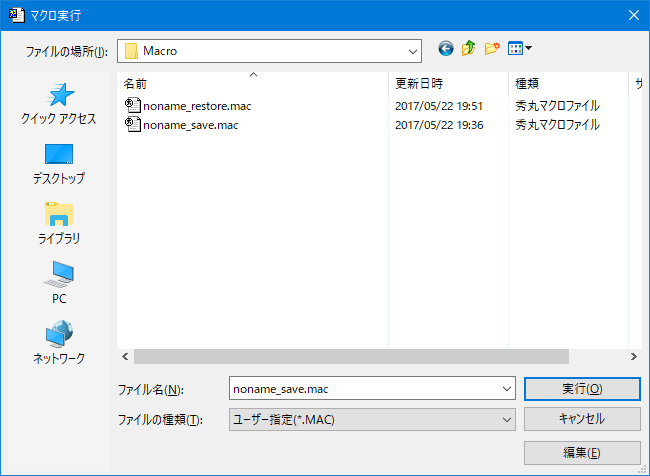 マクロ実行
ファイルの場所(I):
Macro
クイック アクセス
デスクトップ
ライブラリ
PC
ネットワーク
名前 更新日時 種類 サ
noname_restore.mac 2017/05/22 19:51 秀丸マクロファイル
noname_save.mac 2017/05/22 19:36 秀丸マクロファイル
ファイル名(N): noname_save.mac 実行(O)
ファイルの種類(T): ユーザー指定(*.MAC) キャンセル
編集(E)